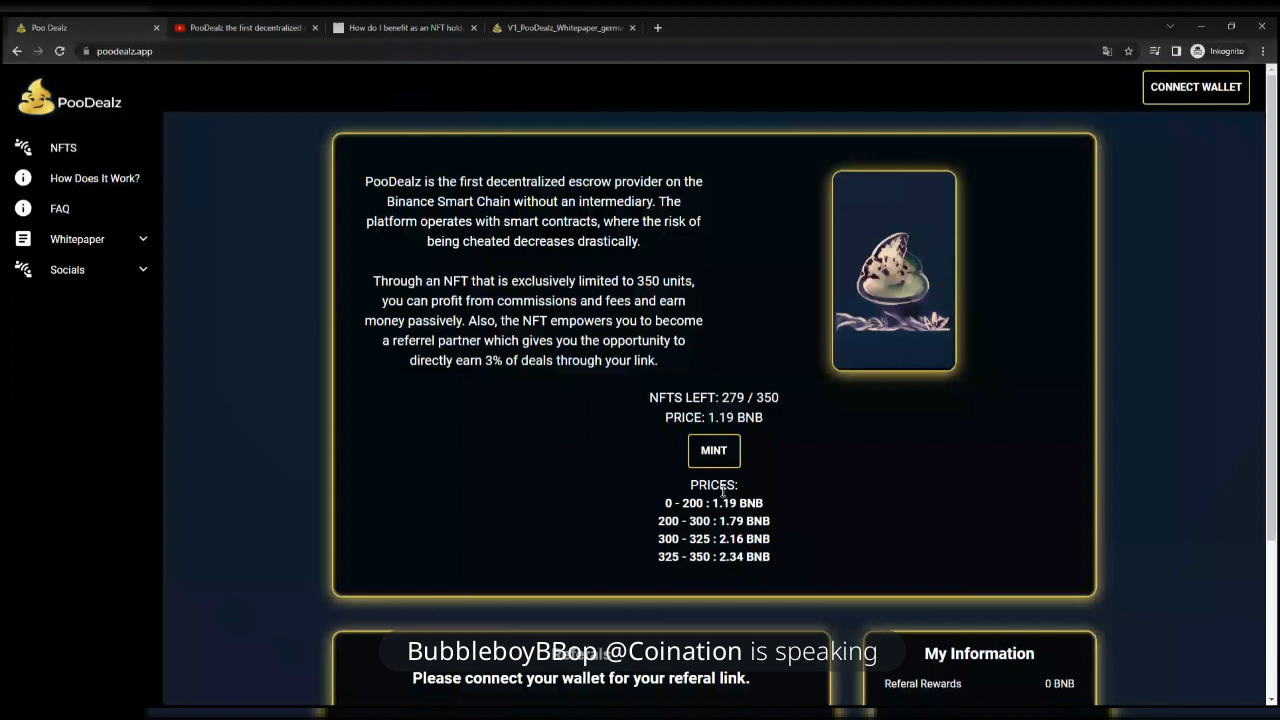 Poo Dealz
PooDealz the first decentralized
How do I benefit as an NFT hold
V1_PooDealz_Whitepaper_germ
poodealz.app
Inkognito
PooDealz
CONNECT WALLET
NFTS
How Does It Work?
FAQ
Whitepaper
Socials
PooDealz is the first decentralized escrow provider on the
Binance Smart Chain without an intermediary. The
platform operates with smart contracts, where the risk of
being cheated decreases drastically.
Through an NFT that is exclusively limited to 350 units,
you can profit from commissions and fees and earn
money passively. Also, the NFT empowers you to become
a referrel partner which gives you the opportunity to
directly earn 3% of deals through your link.
NFTS LEFT: 279 / 350
PRICE: 1.19 BNB
MINT
PRICES:
0 - 200 : 1.19 BNB
200 - 300 : 1.79 BNB
300 - 325 : 2.16 BNB
325 - 350 : 2.34 BNB
BubbleboyBBop @Coination is speaking
Please connect your wallet for your referal link.
My Information
Referal Rewards 0 BNB